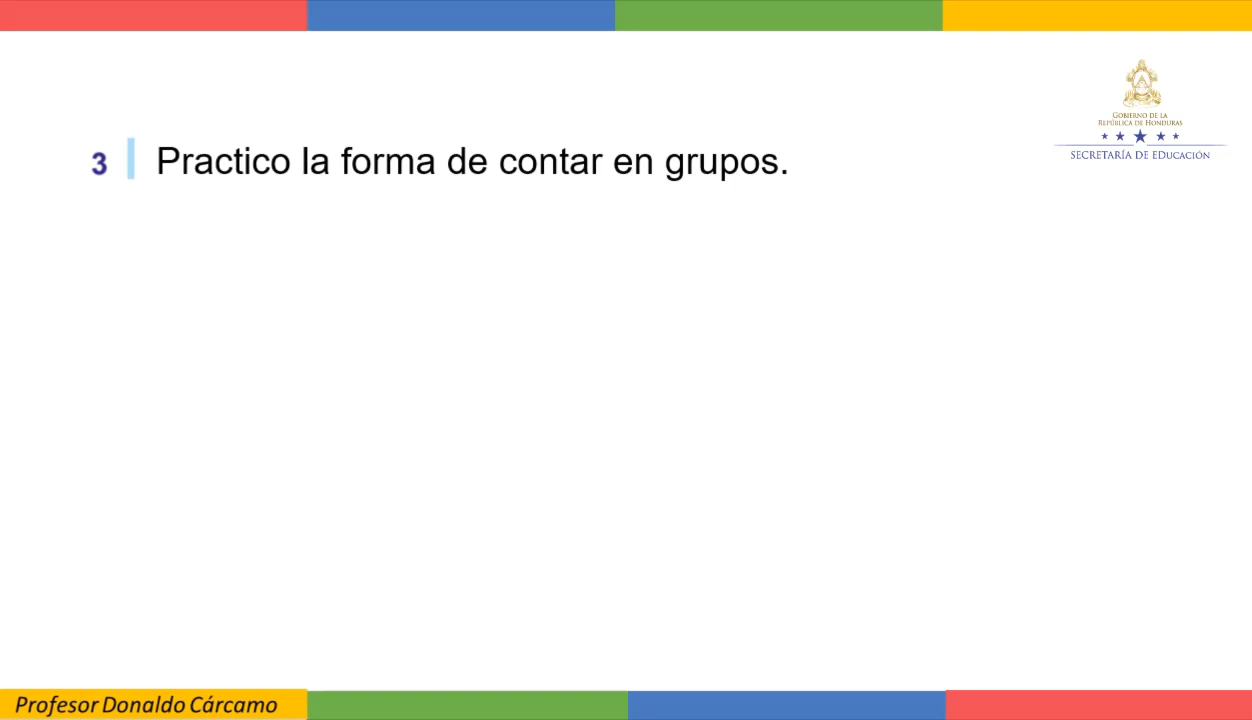 GOBIERNO DE LA
REPÚBLICA DE HONDURAS
SECRETARÍA DE EDUCACIÓN
3 Practico la forma de contar en grupos.
Profesor Donaldo Cárcamo